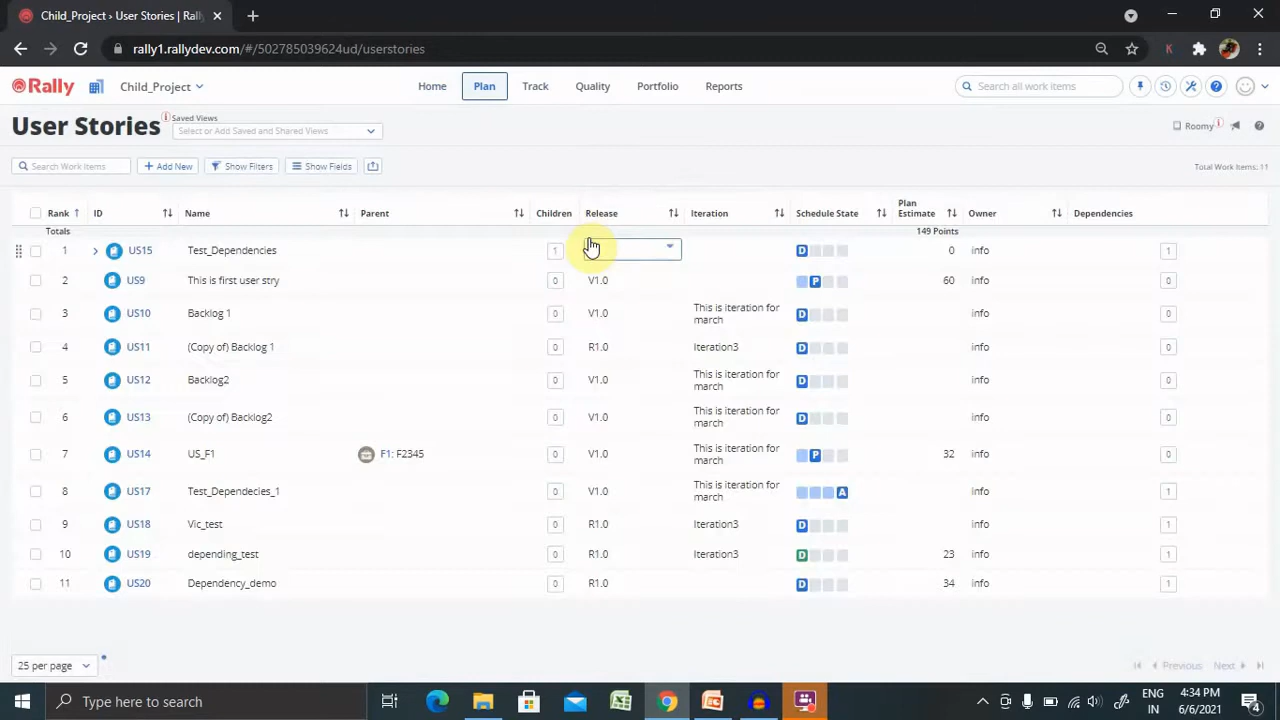 Child_Project › User Stories | Rally
rally1.rallydev.com/#/502785039624ud/userstories
K
Rally
Child_Project
Home
Plan
Track
Quality
Portfolio
Reports
Search all work items
User Stories
Saved Views
Select or Add Saved and Shared Views
Roomy
Search Work Items
+ Add New
Show Filters
Show Fields
Total Work Items: 11
Rank ID Name Parent Children Release Iteration Schedule State Plan Estimate Owner Dependencies
Totals 149 Points
1 US15 Test_Dependencies 1 D 0 info 1
2 US9 This is first user stry 0 V1.0 P 60 info 0
3 US10 Backlog 1 0 V1.0 This is iteration for march D info 0
4 US11 (Copy of) Backlog 1 0 R1.0 Iteration3 D info 0
5 US12 Backlog2 0 V1.0 This is iteration for march D info 0
6 US13 (Copy of) Backlog2 0 V1.0 This is iteration for march D info 0
7 US14 US_F1 F1: F2345 0 V1.0 This is iteration for march P 32 info 0
8 US17 Test_Dependecies_1 0 V1.0 This is iteration for march A info 1
9 US18 Vic_test 0 R1.0 Iteration3 D info 1
10 US19 depending_test 0 R1.0 Iteration3 D 23 info 1
11 US20 Dependency_demo 0 R1.0 D 34 info 1
25 per page
Previous
Next
Type here to search
ENG
IN
4:34 PM
6/6/2021
4